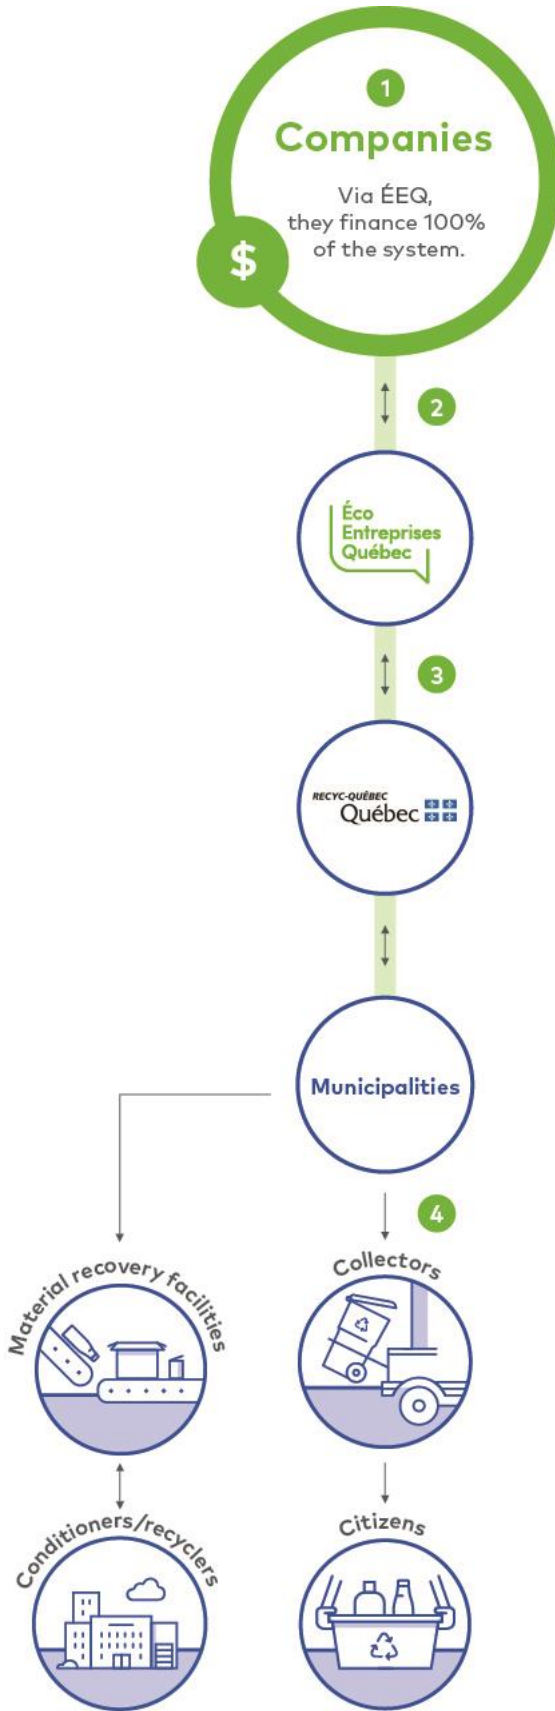 1
Companies
Via ÉEQ,
they finance 100%
of the system.
$
2
Éco
Entreprises
Québec
3
RECYC-QUÉBEC
Québec
Municipalities
4
Material recovery facilities
Collectors
Conditioners/recyclers
Citizens